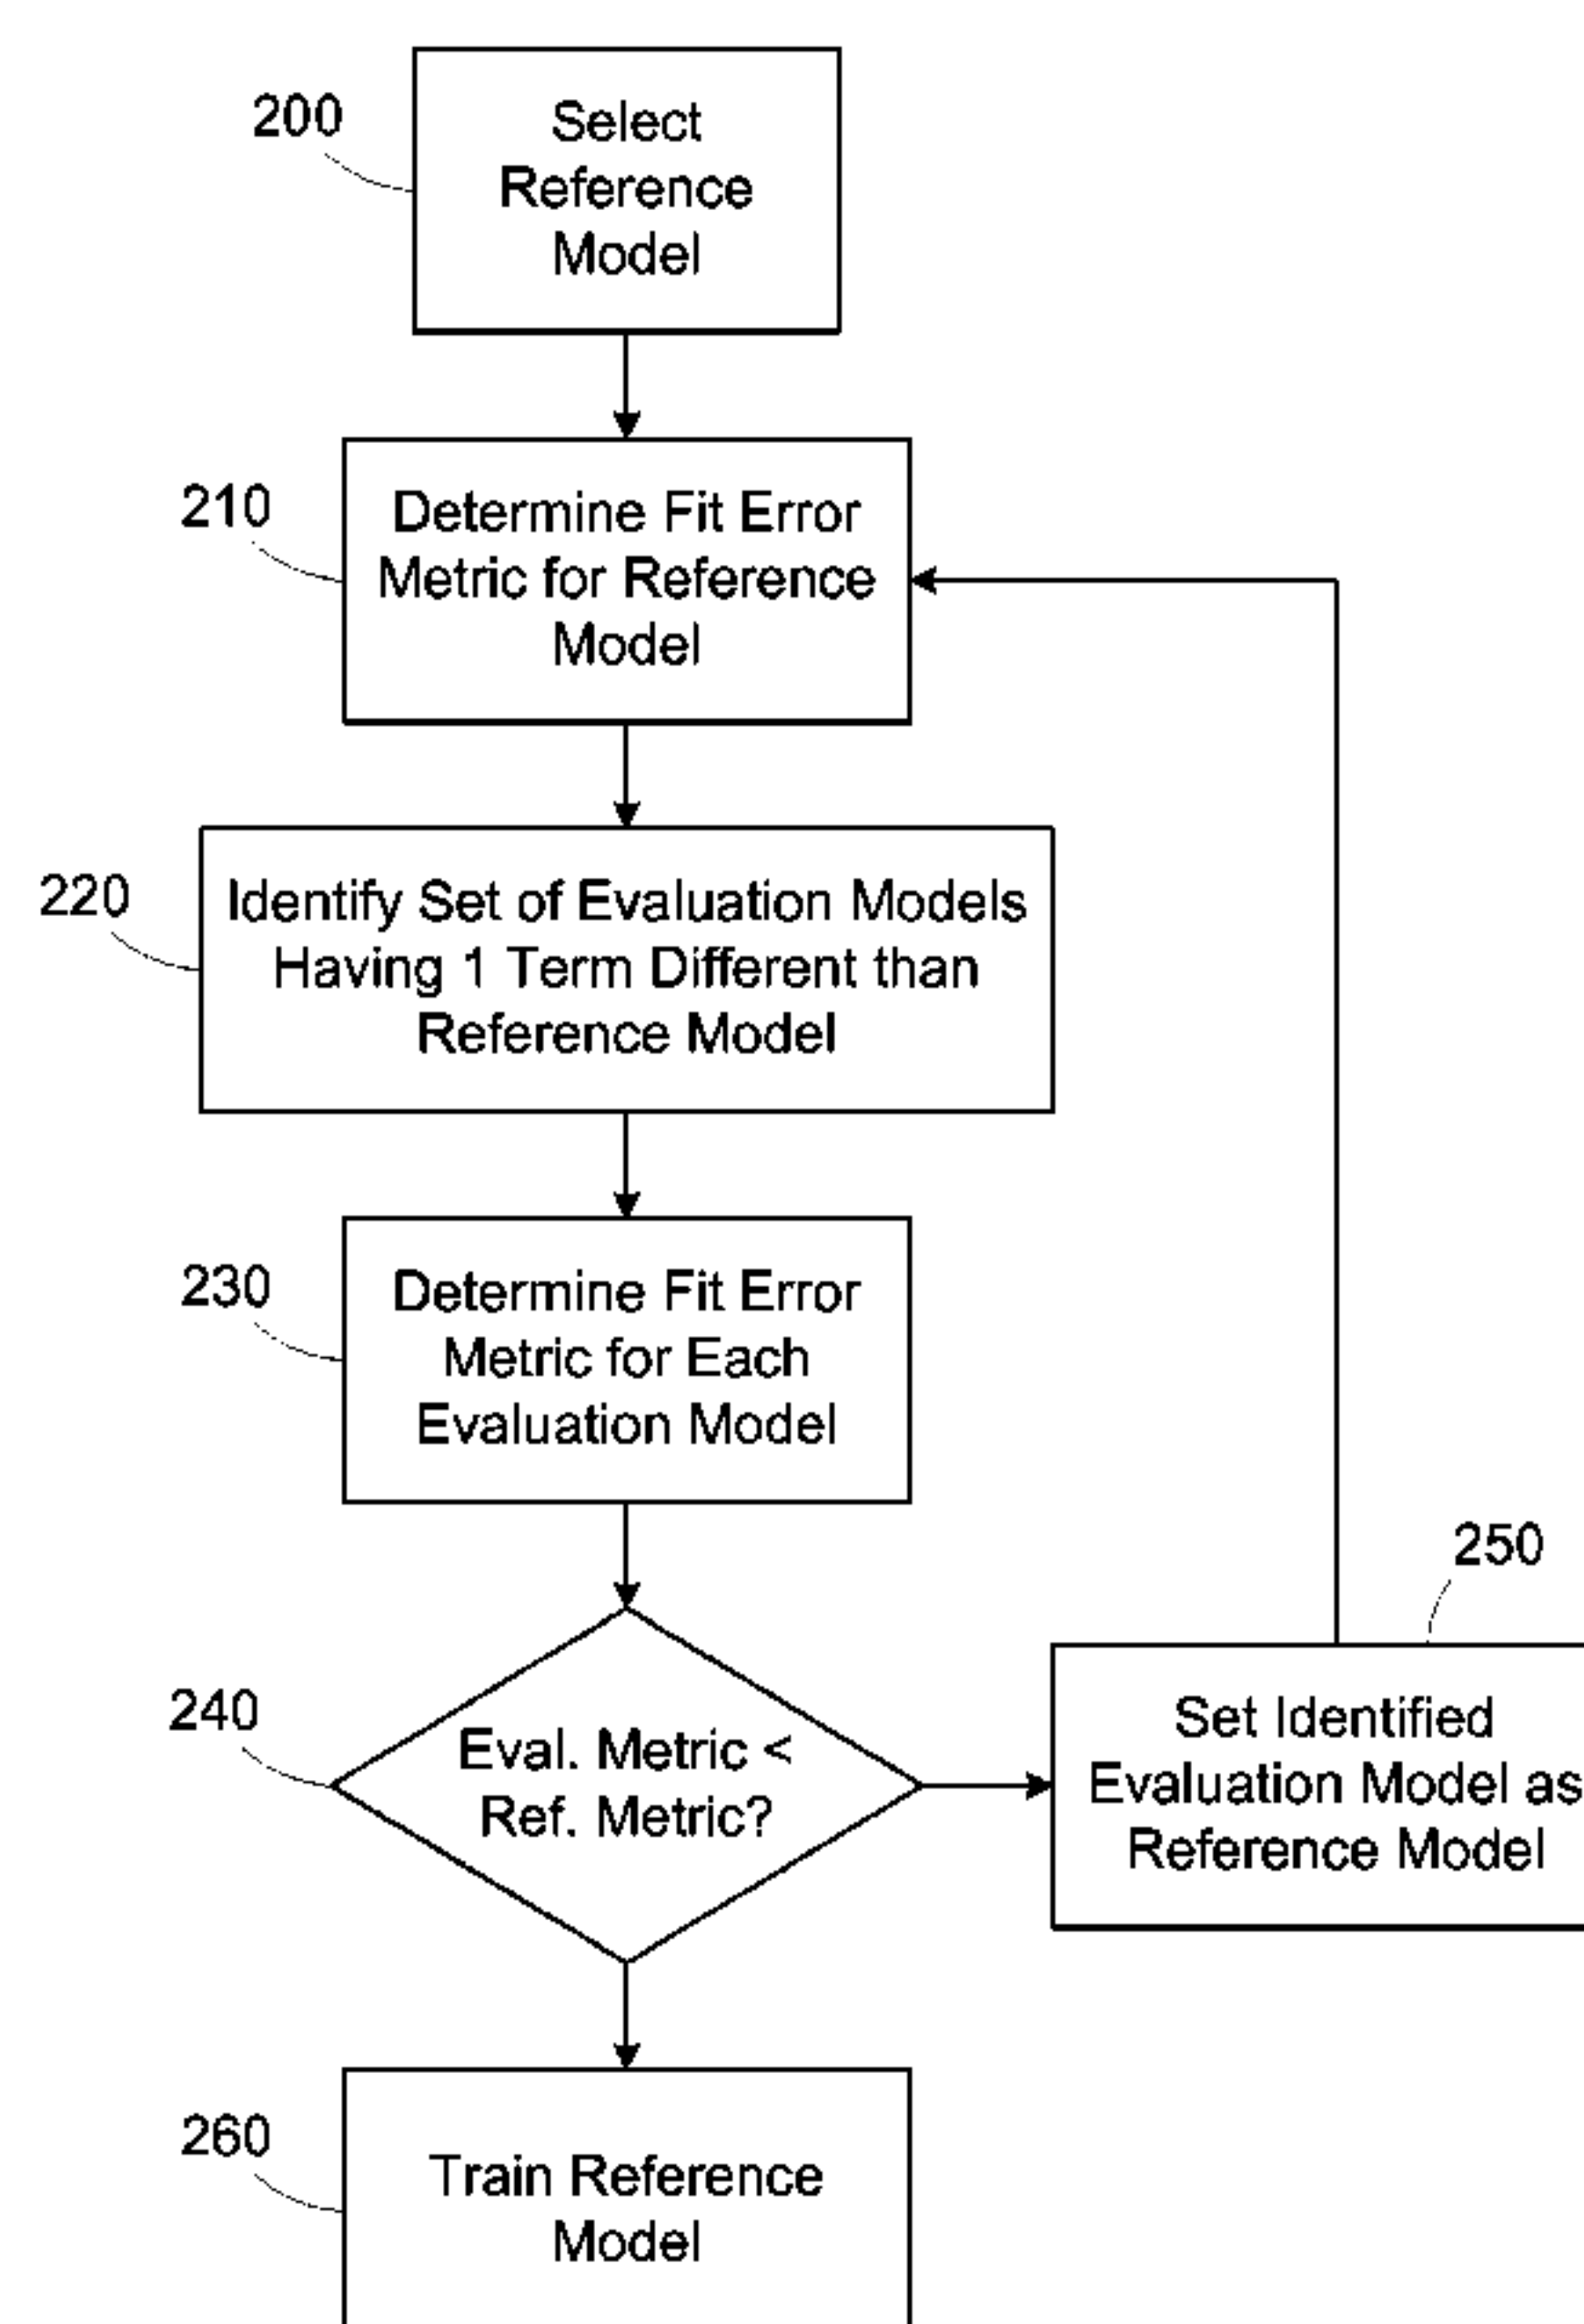 200
Select
Reference
Model
210
Determine Fit Error
Metric for Reference
Model
220
Identify Set of Evaluation Models
Having 1 Term Different than
Reference Model
230
Determine Fit Error
Metric for Each
Evaluation Model
240
Eval. Metric <
Ref. Metric?
250
Set Identified
Evaluation Model as
Reference Model
260
Train Reference
Model